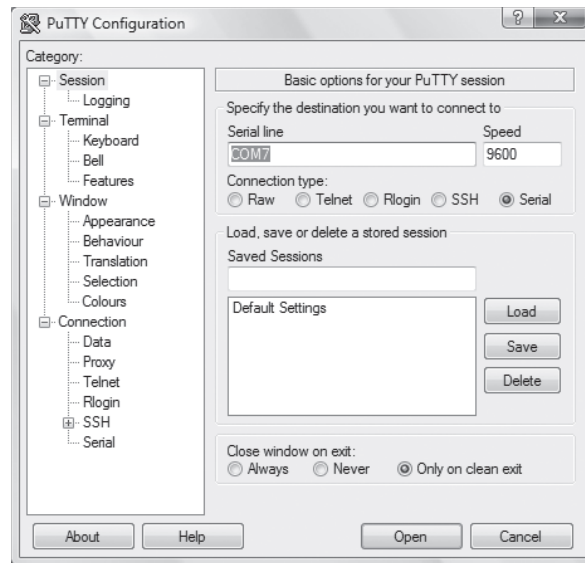 PuTTY Configuration
Category:
Session
Logging
Terminal
Keyboard
Bell
Features
Window
Appearance
Behaviour
Translation
Selection
Colours
Connection
Data
Proxy
Telnet
Rlogin
SSH
Serial
Basic options for your PuTTY session
Specify the destination you want to connect to
Serial line Speed
COM7 9600
Connection type:
Raw Telnet Rlogin SSH Serial
Load, save or delete a stored session
Saved Sessions
Default Settings
Load
Save
Delete
Close window on exit:
Always Never Only on clean exit
About Help Open Cancel